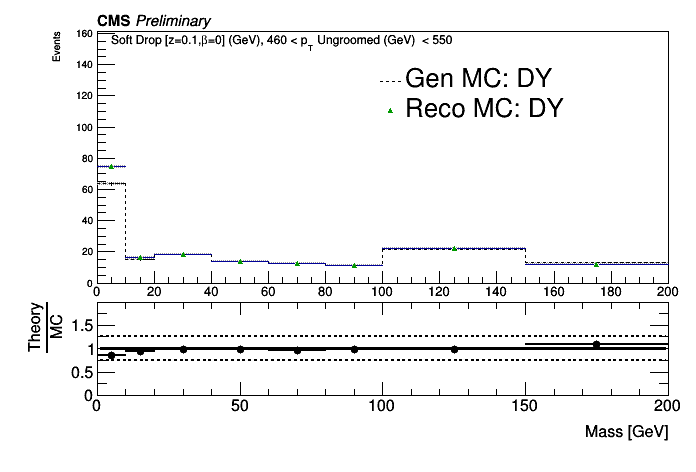 CMS Preliminary
Events
Soft Drop [z=0.1,β=0] (GeV), 460 < p_T Ungroomed (GeV) < 550
160
140
120
100
80
60
40
20
0
Gen MC: DY
Reco MC: DY
0 20 40 60 80 100 120 140 160 180 200
Theory
MC
1.5
1
0.5
0
0 50 100 150 200
Mass [GeV]